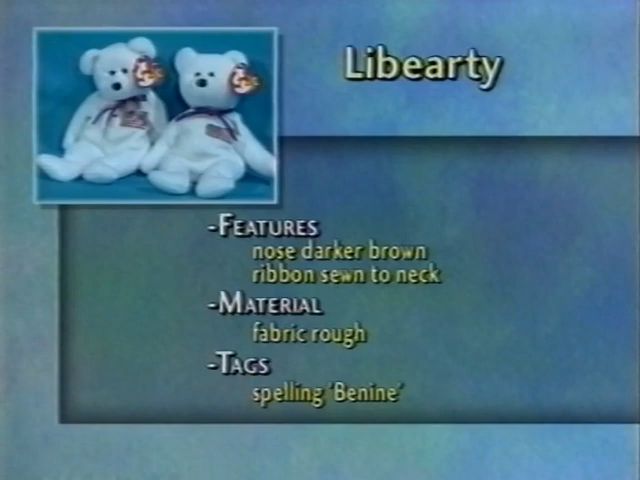 Libearty
-FEATURES
nose darker brown
ribbon sewn to neck
-MATERIAL
fabric rough
-TAGS
spelling 'Benine'